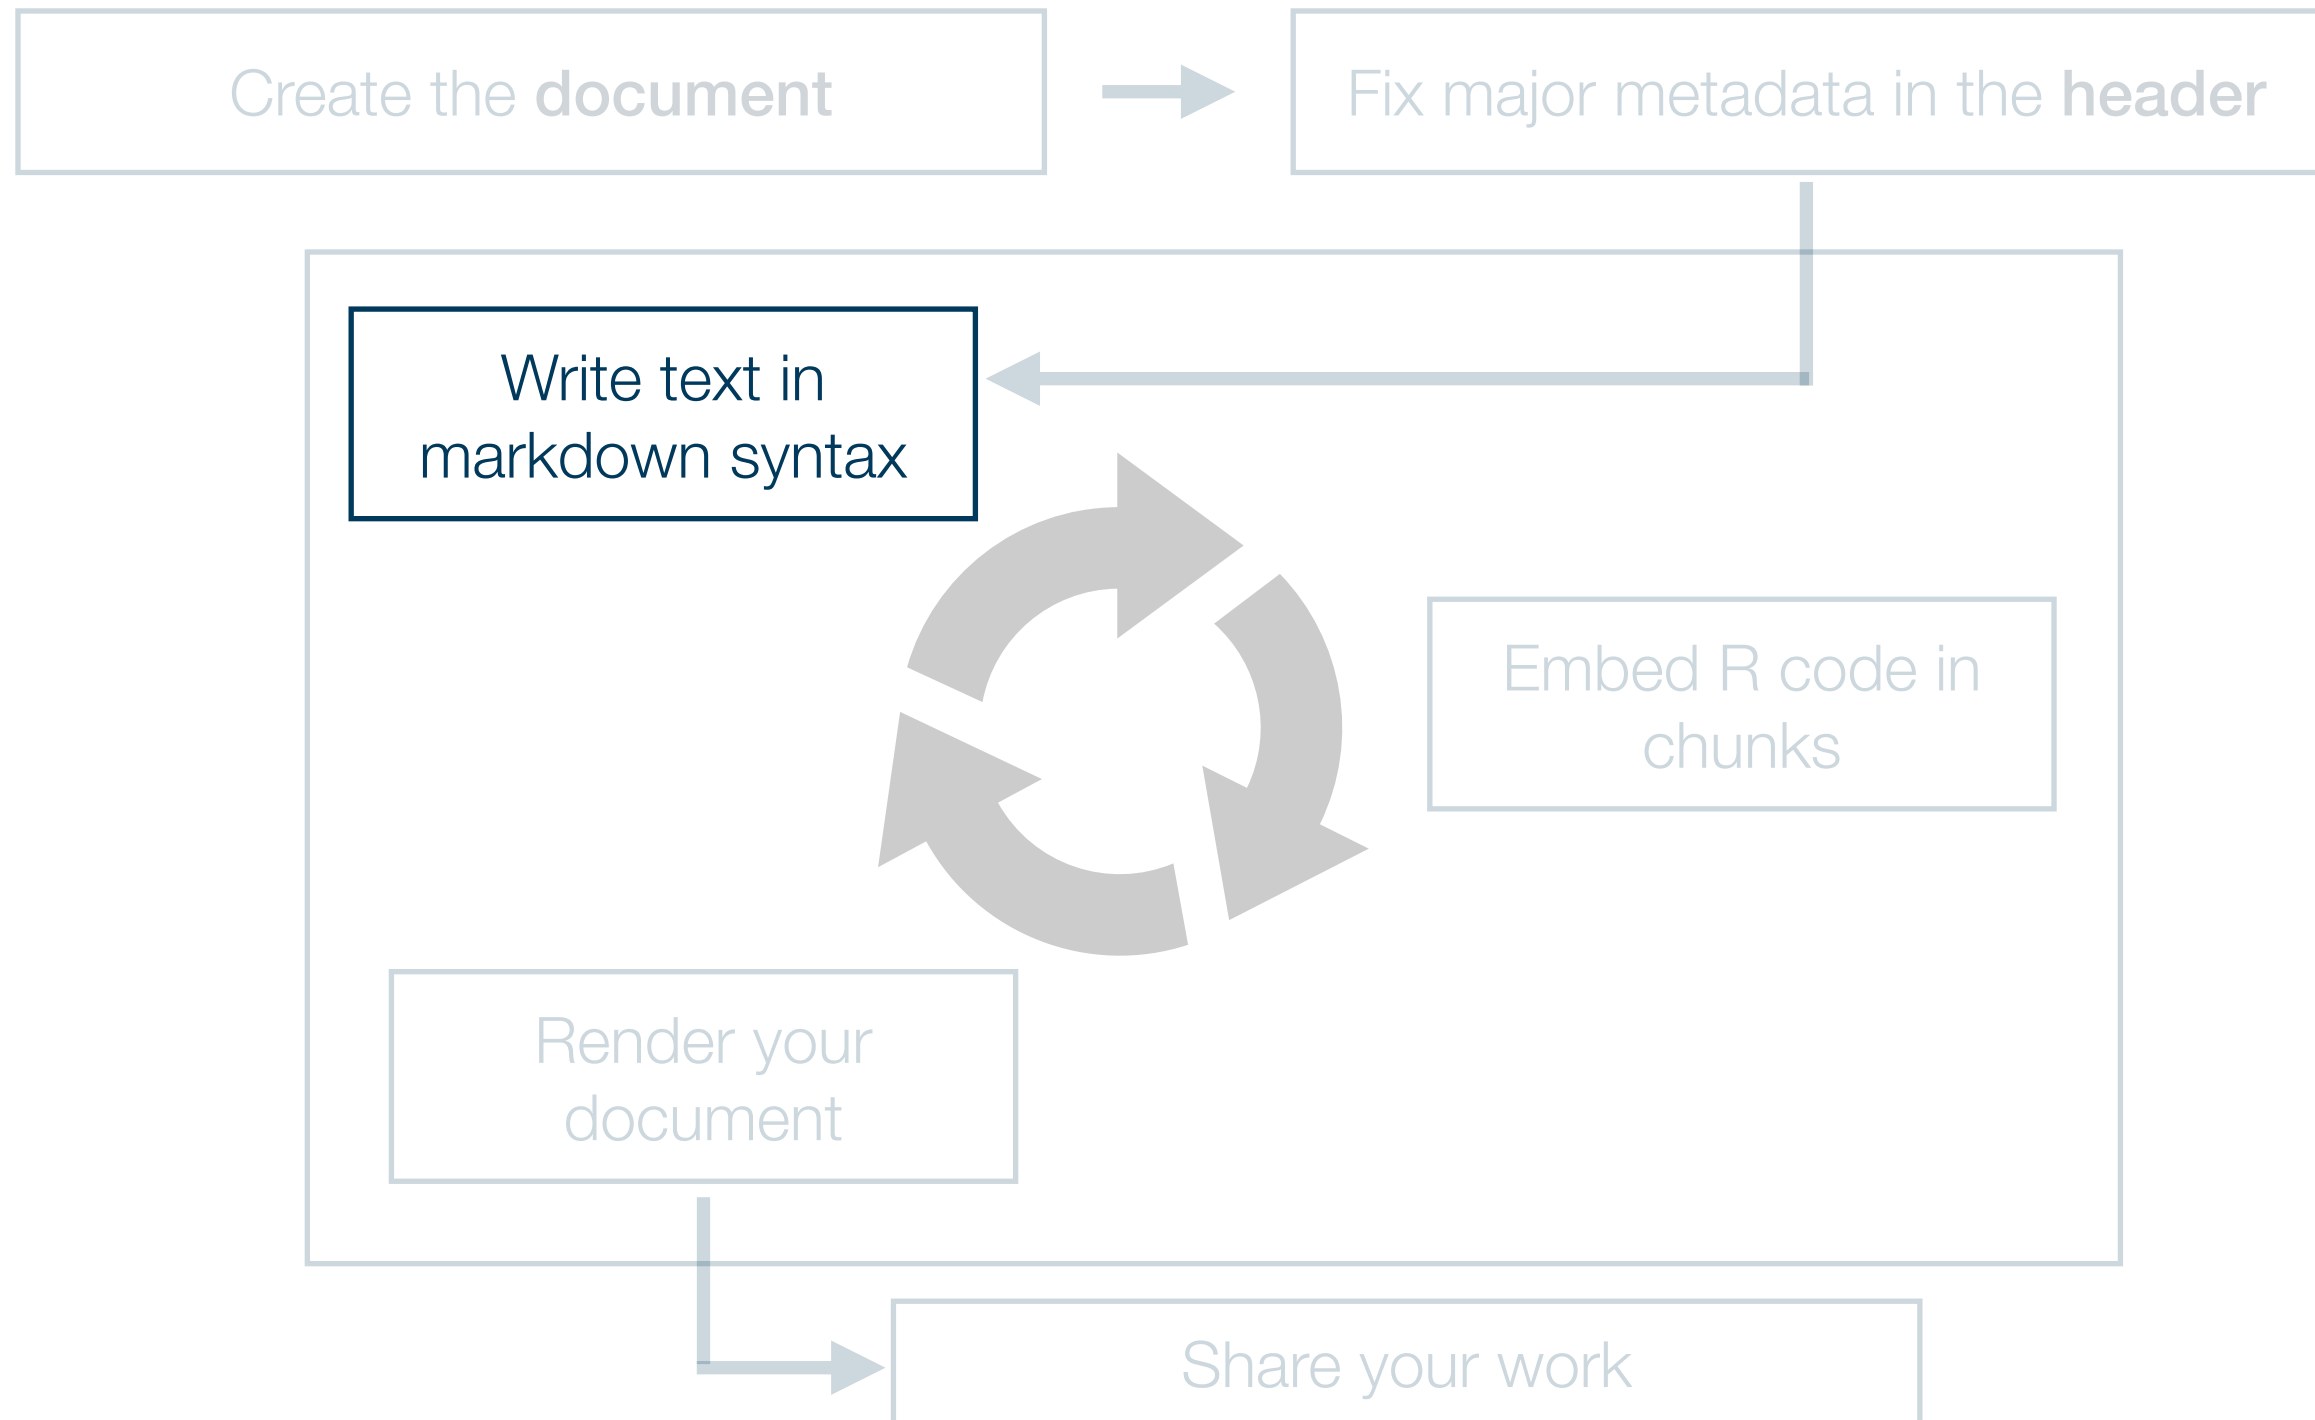 Create the document
Fix major metadata in the header
Write text in
markdown syntax
Embed R code in
chunks
Render your
document
Share your work